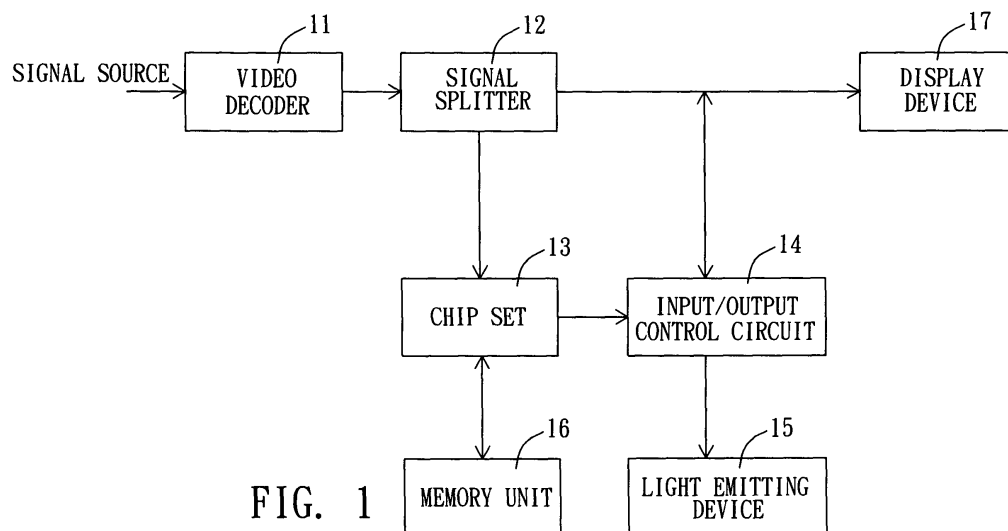 11
12
17
SIGNAL SOURCE
VIDEO
DECODER
SIGNAL
SPLITTER
DISPLAY
DEVICE
13
14
CHIP SET
INPUT/OUTPUT
CONTROL CIRCUIT
16
15
MEMORY UNIT
LIGHT EMITTING
DEVICE
FIG. 1